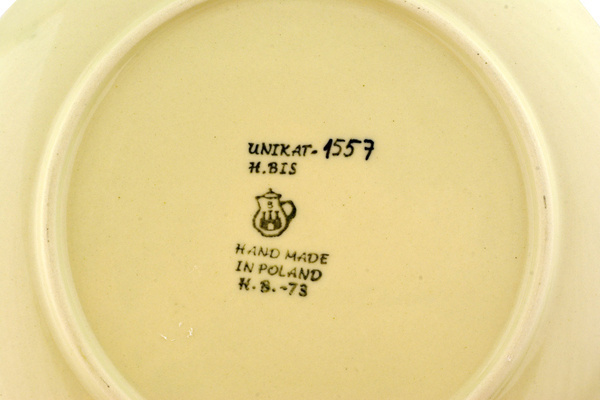 UNIKAT-1557
H.BIS
B
HAND MADE
IN POLAND
H.B.-73